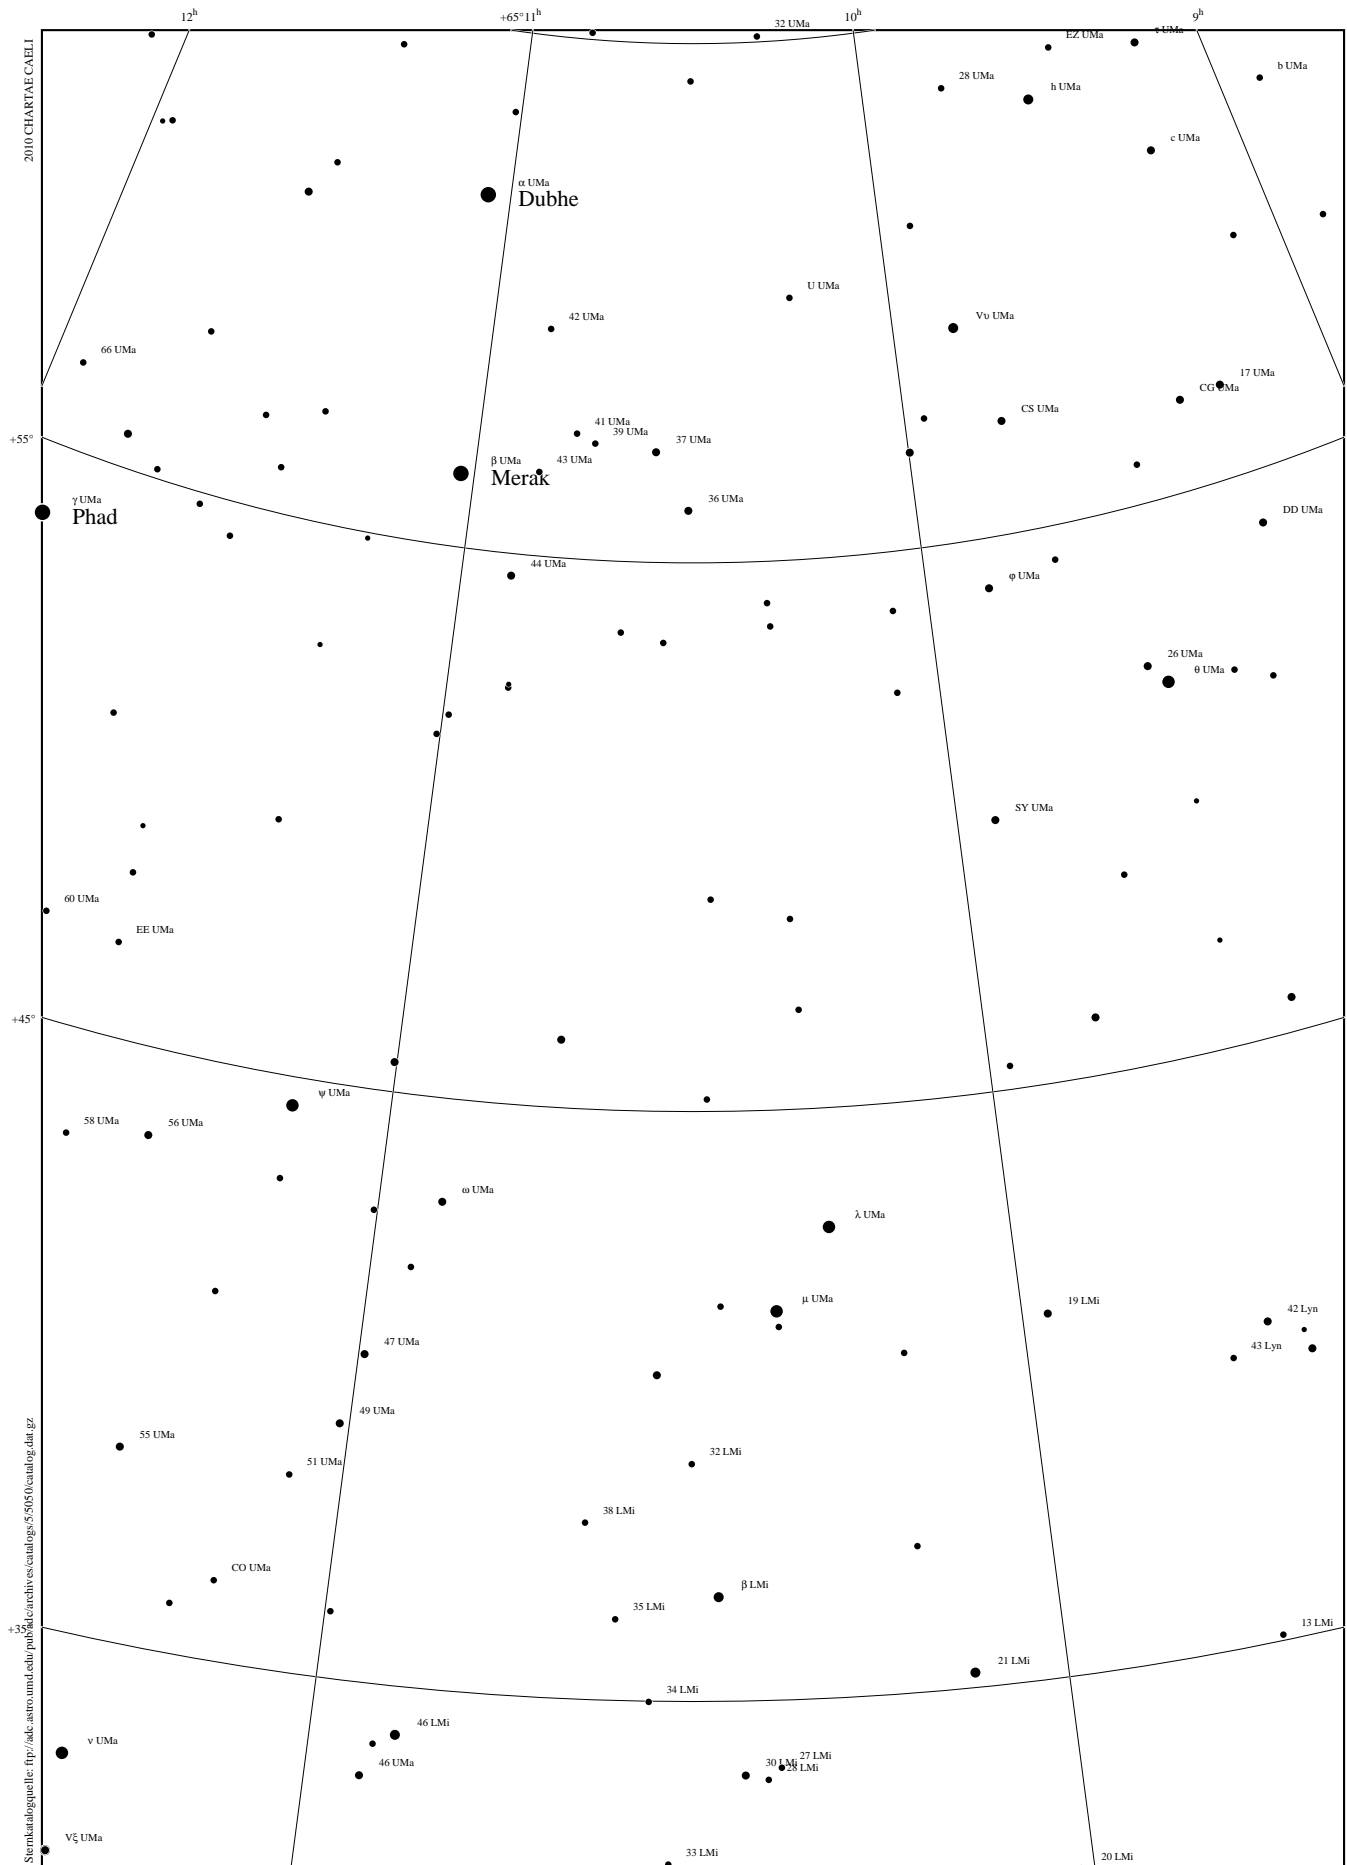 12h
+65° 11h
10h
9h
2010 CHARTAE CAELI
32 UMa
EZ UMa
τ UMa
b UMa
28 UMa
h UMa
c UMa
α UMa
Dubhe
U UMa
42 UMa
Vυ UMa
66 UMa
17 UMa
CG UMa
CS UMa
41 UMa
39 UMa
37 UMa
+55°
β UMa
Merak
43 UMa
γ UMa
Phad
36 UMa
DD UMa
44 UMa
φ UMa
26 UMa
θ UMa
SY UMa
60 UMa
EE UMa
+45°
ψ UMa
58 UMa
56 UMa
ω UMa
λ UMa
μ UMa
19 LMi
42 Lyn
43 Lyn
47 UMa
49 UMa
55 UMa
51 UMa
32 LMi
38 LMi
CO UMa
β LMi
35 LMi
13 LMi
+35°
21 LMi
34 LMi
46 LMi
ν UMa
46 UMa
27 LMi
30 LMi
28 LMi
Vξ UMa
33 LMi
20 LMi
Sternkatalogquelle: ftp://adc.astro.umd.edu/pub/adc/archives/catalogs/5/5050/catalog.dat.gz